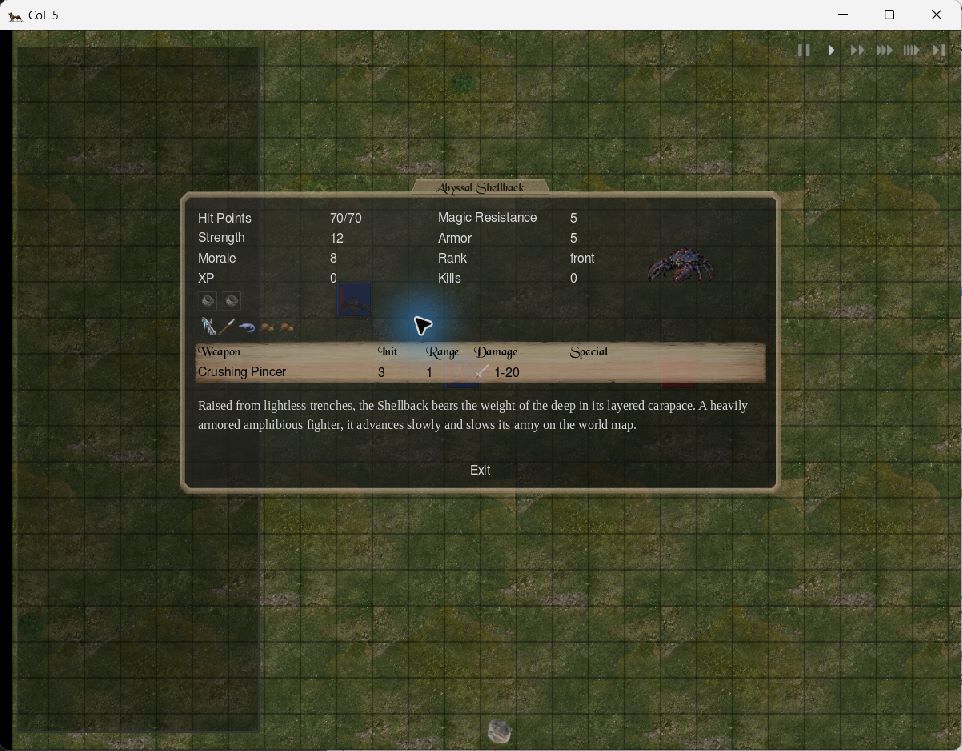 CoE 5
Abyssal Shellback
Hit Points 70/70 Magic Resistance 5
Strength 12 Armor 5
Morale 8 Rank front
XP 0 Kills 0
Weapon Init Range Damage Special
Crushing Pincer 3 1 1-20
Raised from lightless trenches, the Shellback bears the weight of the deep in its layered carapace. A heavily
armored amphibious fighter, it advances slowly and slows its army on the world map.
Exit